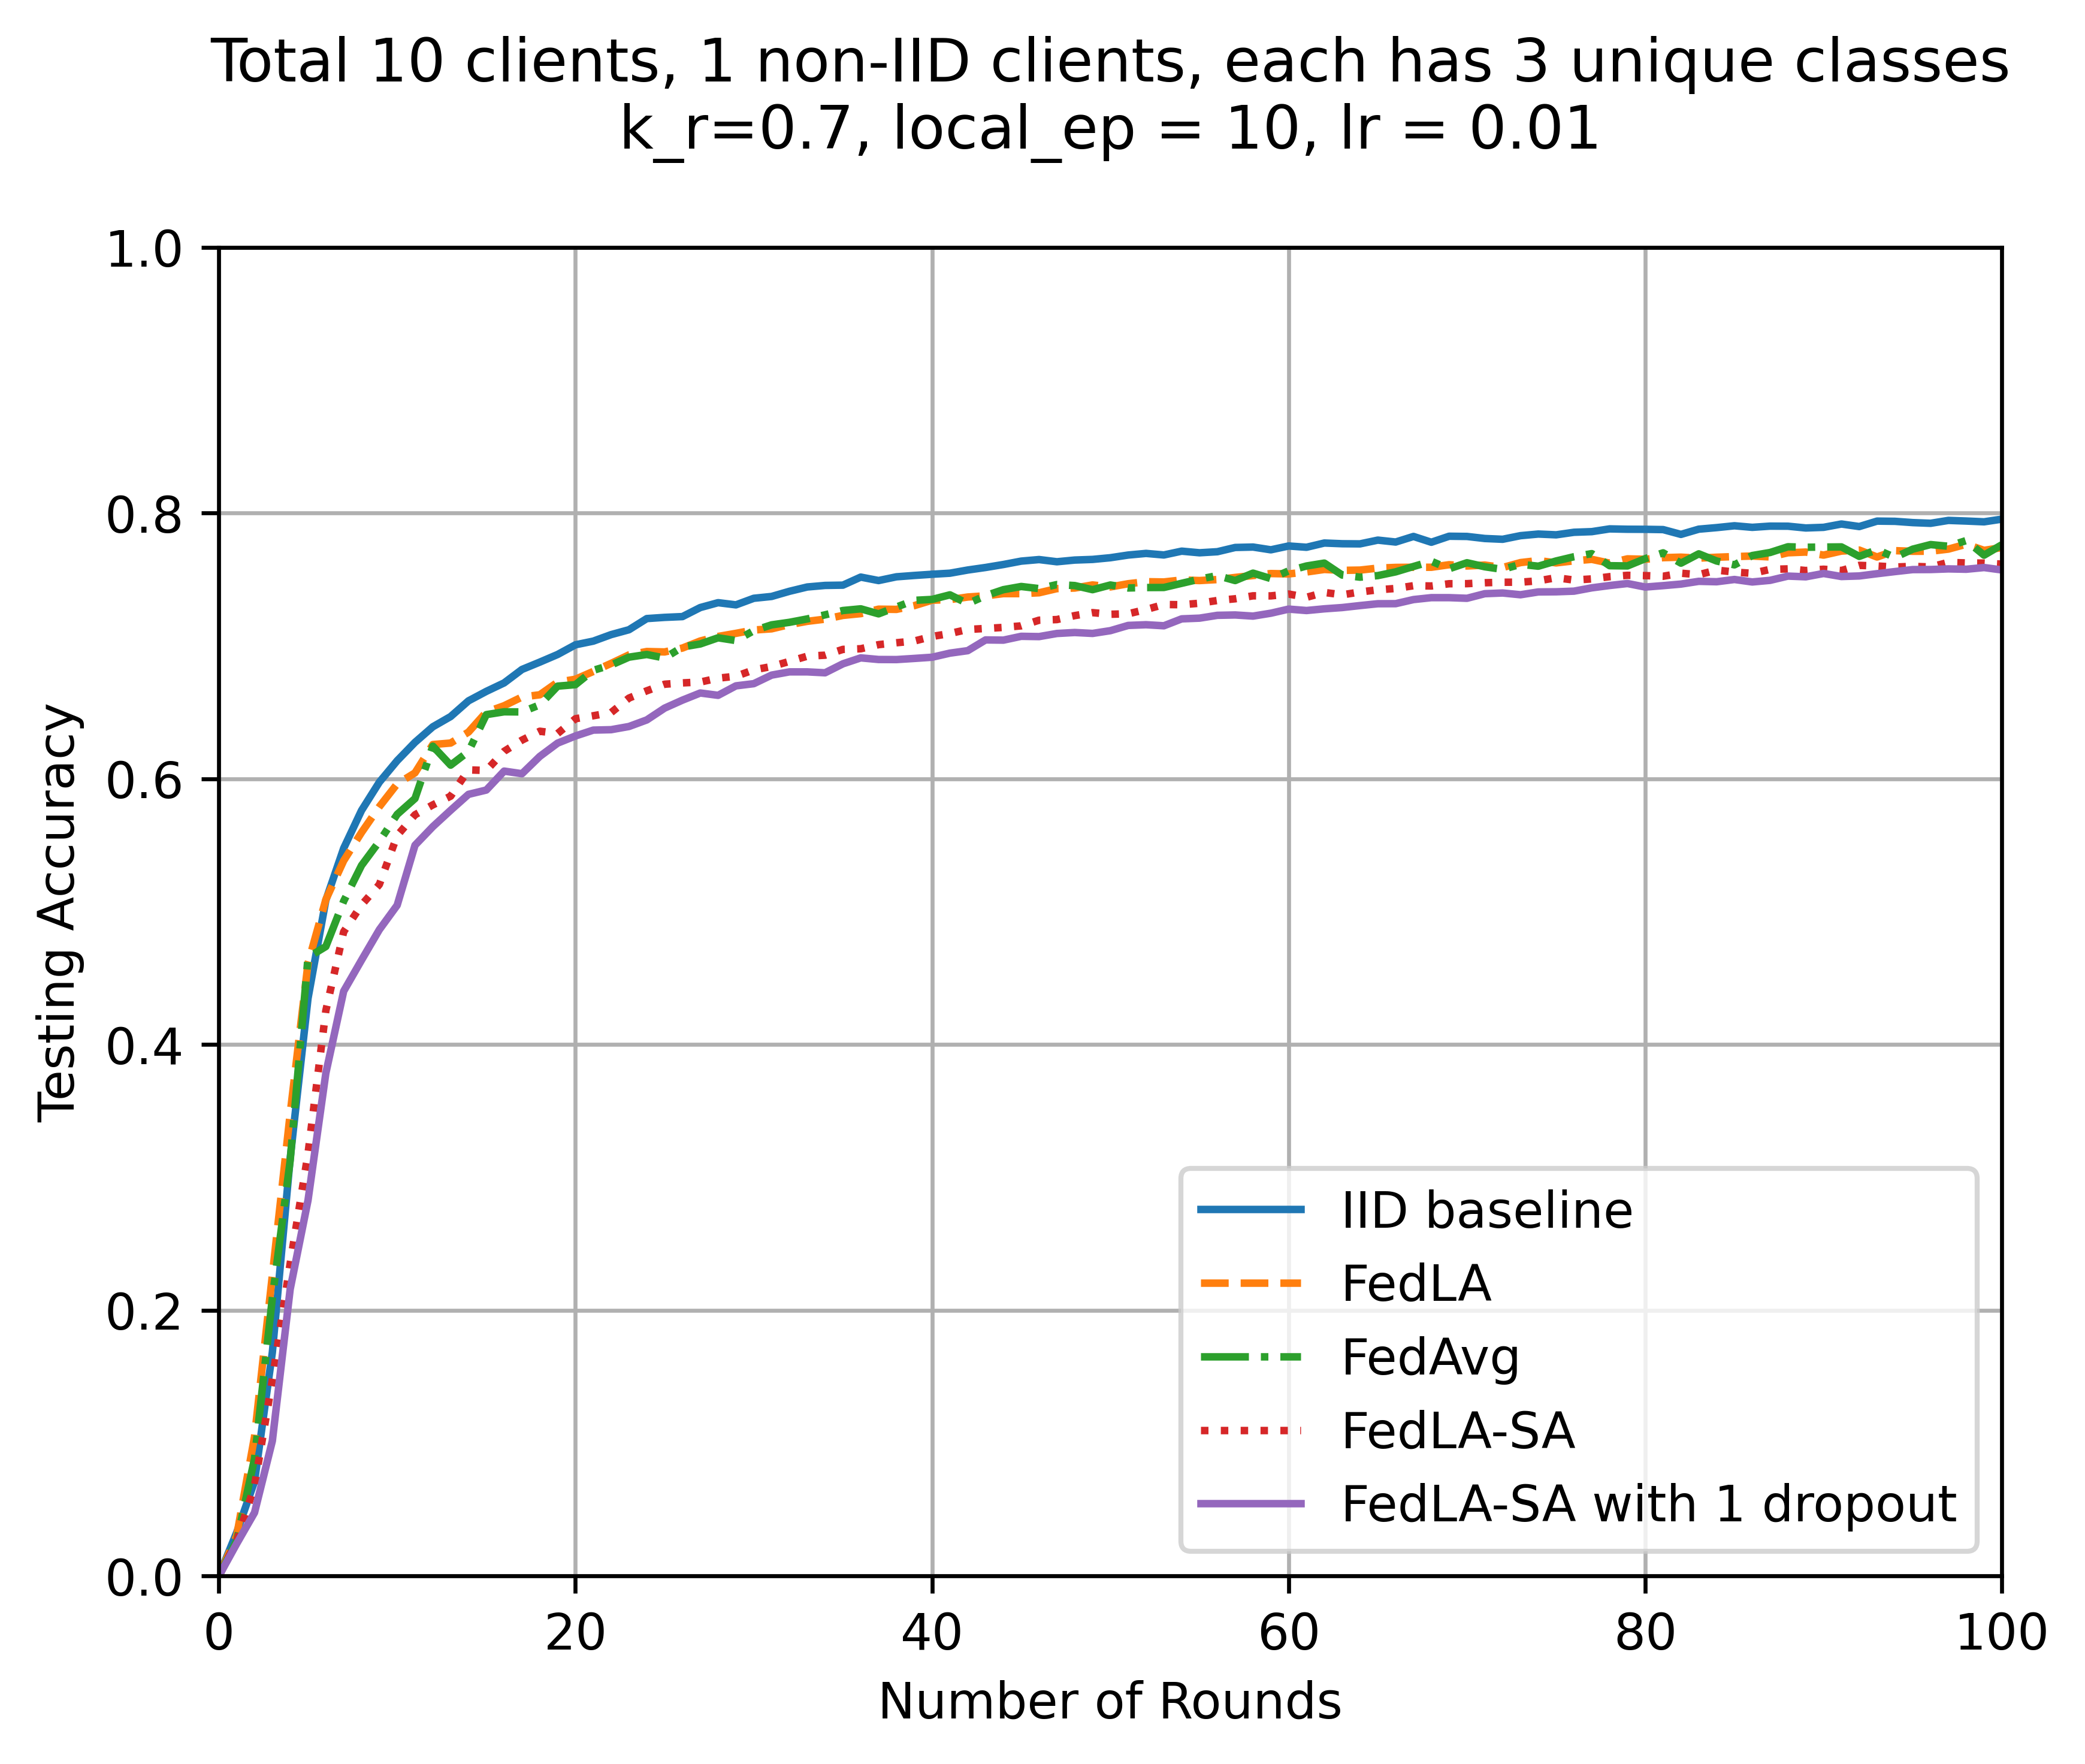 Total 10 clients, 1 non-IID clients, each has 3 unique classes
k_r=0.7, local_ep = 10, lr = 0.01
1.0
0.8
0.6
0.4
0.2
0.0
Testing Accuracy
IID baseline
FedLA
FedAvg
FedLA-SA
FedLA-SA with 1 dropout
0 20 40 60 80 100
Number of Rounds